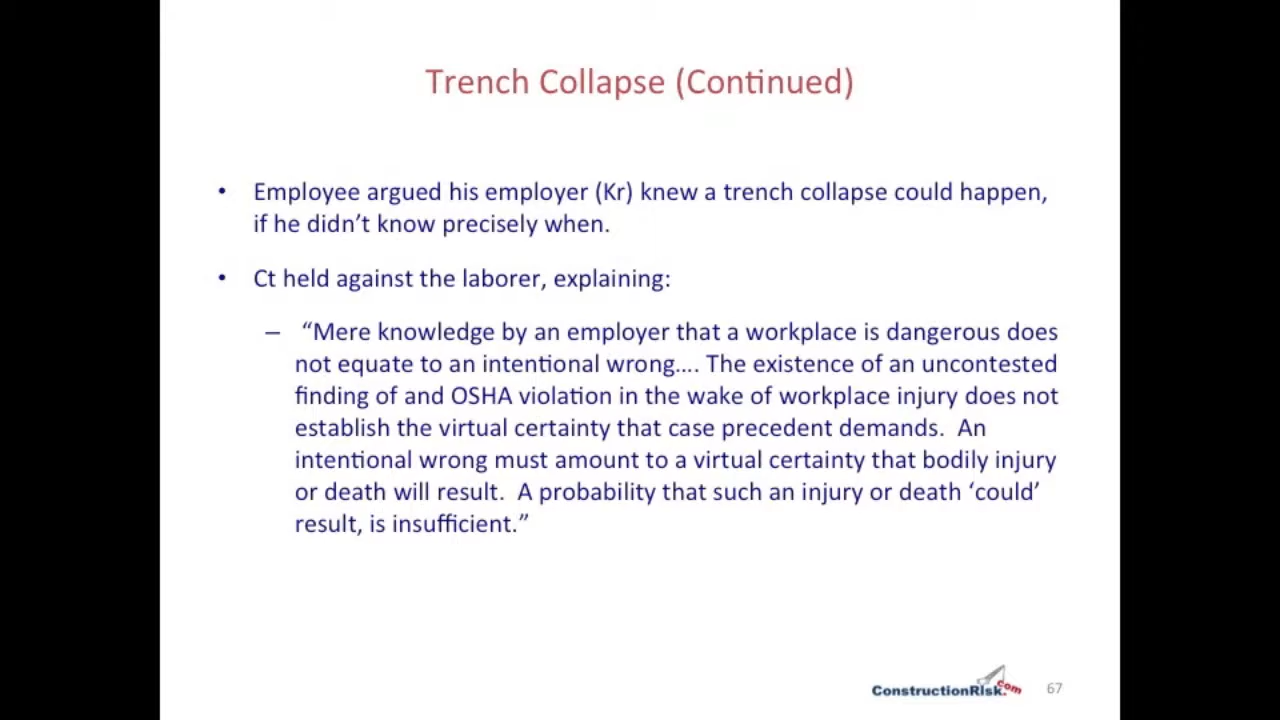 Trench Collapse (Continued)
• Employee argued his employer (Kr) knew a trench collapse could happen,
if he didn't know precisely when.
• Ct held against the laborer, explaining:
– “Mere knowledge by an employer that a workplace is dangerous does
not equate to an intentional wrong…. The existence of an uncontested
finding of and OSHA violation in the wake of workplace injury does not
establish the virtual certainty that case precedent demands.  An
intentional wrong must amount to a virtual certainty that bodily injury
or death will result.  A probability that such an injury or death ‘could’
result, is insufficient.”
ConstructionRisk.com
67